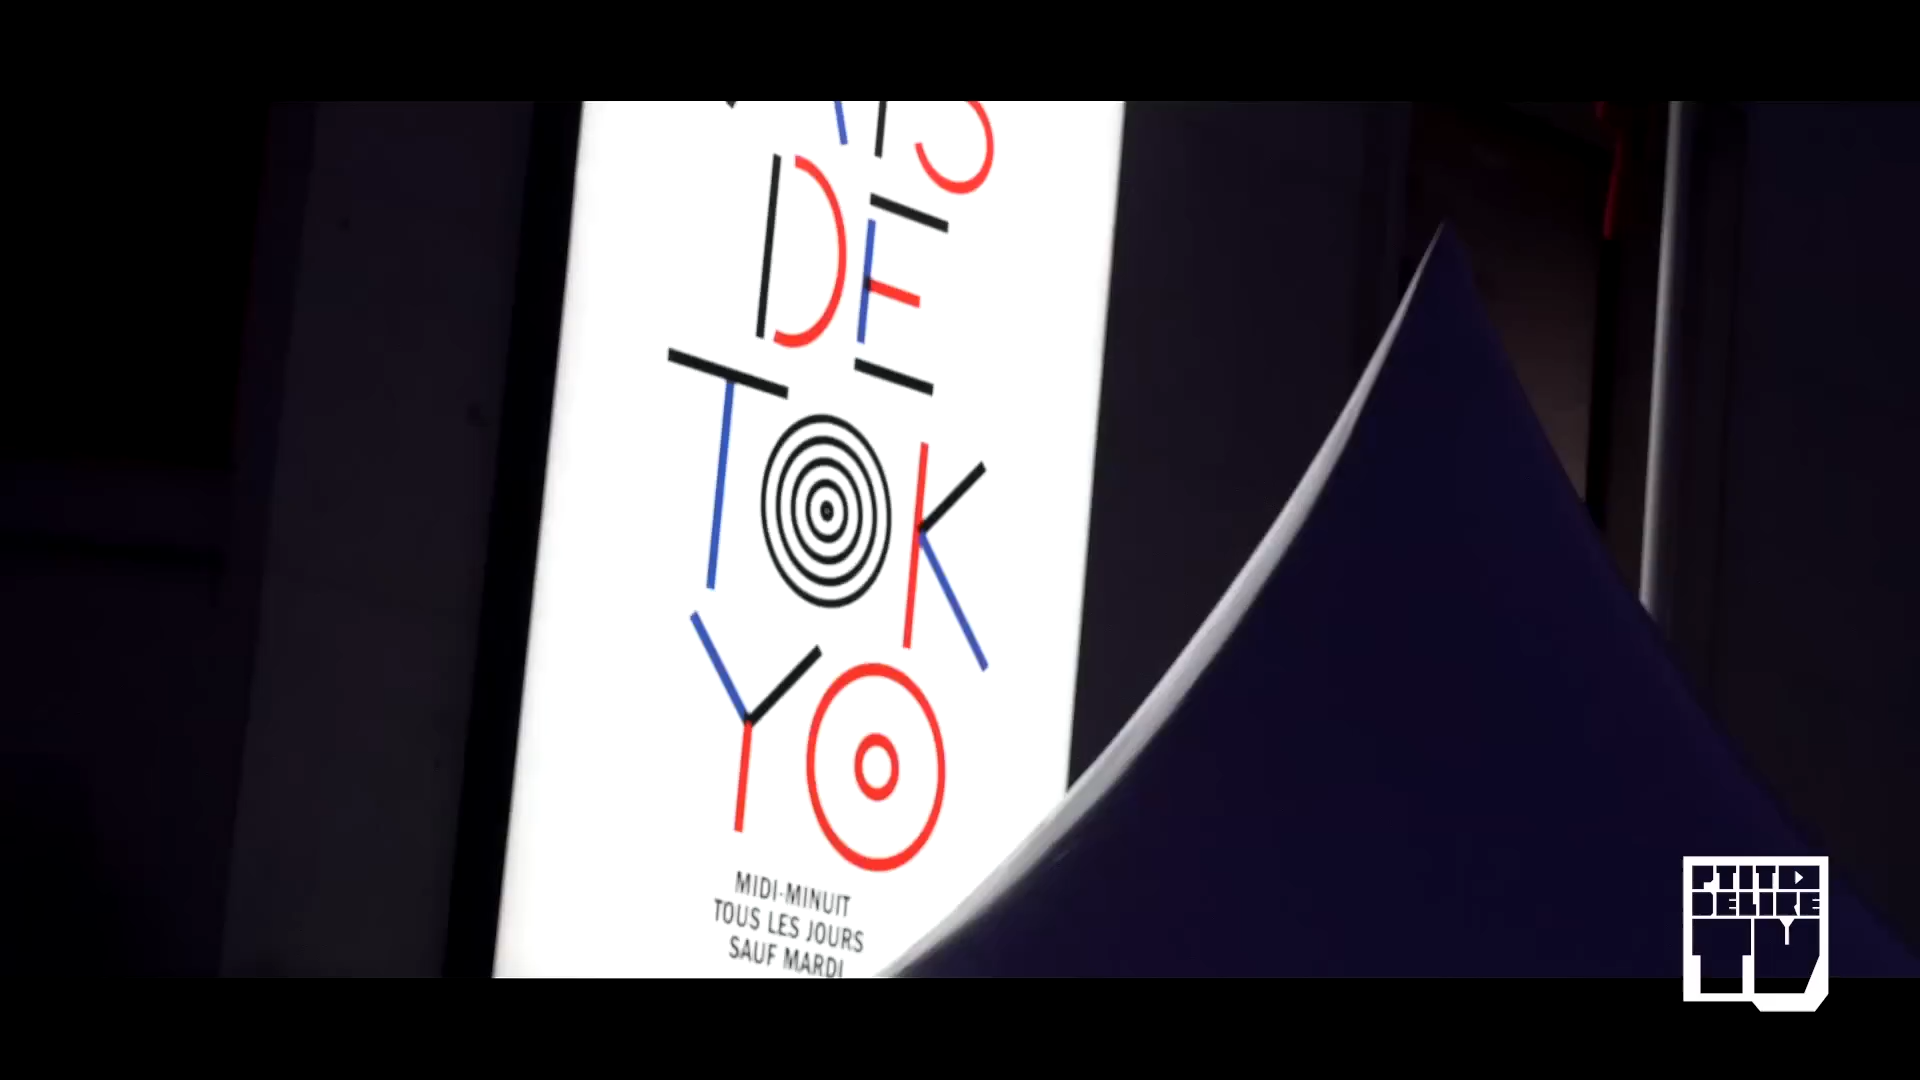 DE
TOK
YO
MIDI-MINUIT
TOUS LES JOURS
SAUF MARDI
PTIT
DELIRE
TV